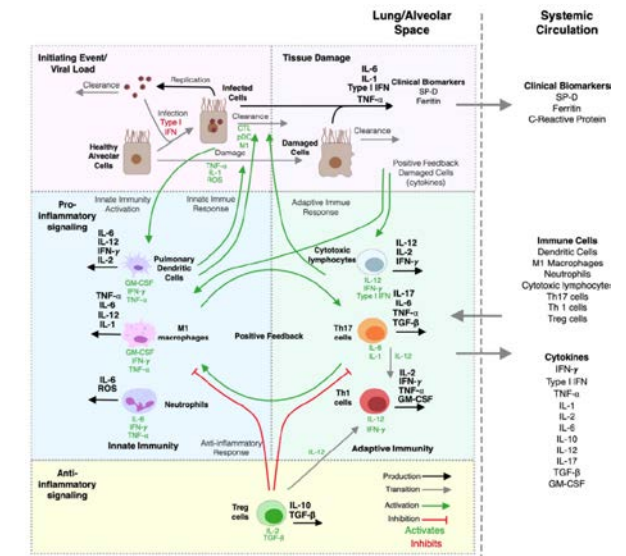 Lung/Alveolar
Space
Systemic
Circulation
Initiating Event/
Viral Load
Clearance
Replication
Infected
Cells
Infection
Type I
IFN
Healthy
Alveolar
Cells
Clearance
CTL
pDC
M1
Damage
TNF-α
IL-1
ROS
Tissue Damage
IL-6
IL-1
Type I IFN
TNF-α
Clinical Biomarkers
SP-D
Ferritin
Clearance
Damaged
Cells
Positive Feedback
Damaged Cells
(cytokines)
Clinical Biomarkers
SP-D
Ferritin
C-Reactive Protein
Pro-
inflammatory
signaling
Innate Immunity
Activation
Innate Immue
Response
Adaptive Immue
Response
IL-6
IL-12
IFN-γ
IL-2
GM-CSF
IFN-γ
TNF-α
Pulmonary
Dendritic
Cells
TNF-α
IL-6
IL-12
IL-1
GM-CSF
IFN-γ
TNF-α
M1
macrophages
IL-6
ROS
IL-6
IFN-γ
TNF-α
Neutrophils
Innate Immunity
Positive Feedback
Anti-inflammatory
Response
Cytotoxic
lymphocytes
IL-12
IL-2
IFN-γ
IL-12
IFN-γ
Type I IFN
Th17
cells
IL-17
IL-6
TNF-α
TGF-β
IL-6
IL-1
IL-12
Th1
cells
IL-2
IFN-γ
TNF-α
GM-CSF
IL-12
IFN-γ
IL-12
Adaptive Immunity
Immune Cells
Dendritic Cells
M1 Macrophages
Neutrophils
Cytotoxic lymphocytes
Th17 cells
Th 1 cells
Treg cells
Cytokines
IFN-γ
Type I IFN
TNF-α
IL-1
IL-2
IL-6
IL-10
IL-12
IL-17
TGF-β
GM-CSF
Anti-
inflammatory
signaling
Treg
cells
IL-10
TGF-β
IL-2
TGF-β
Production
Transition
Activation
Inhibition
Activates
Inhibits